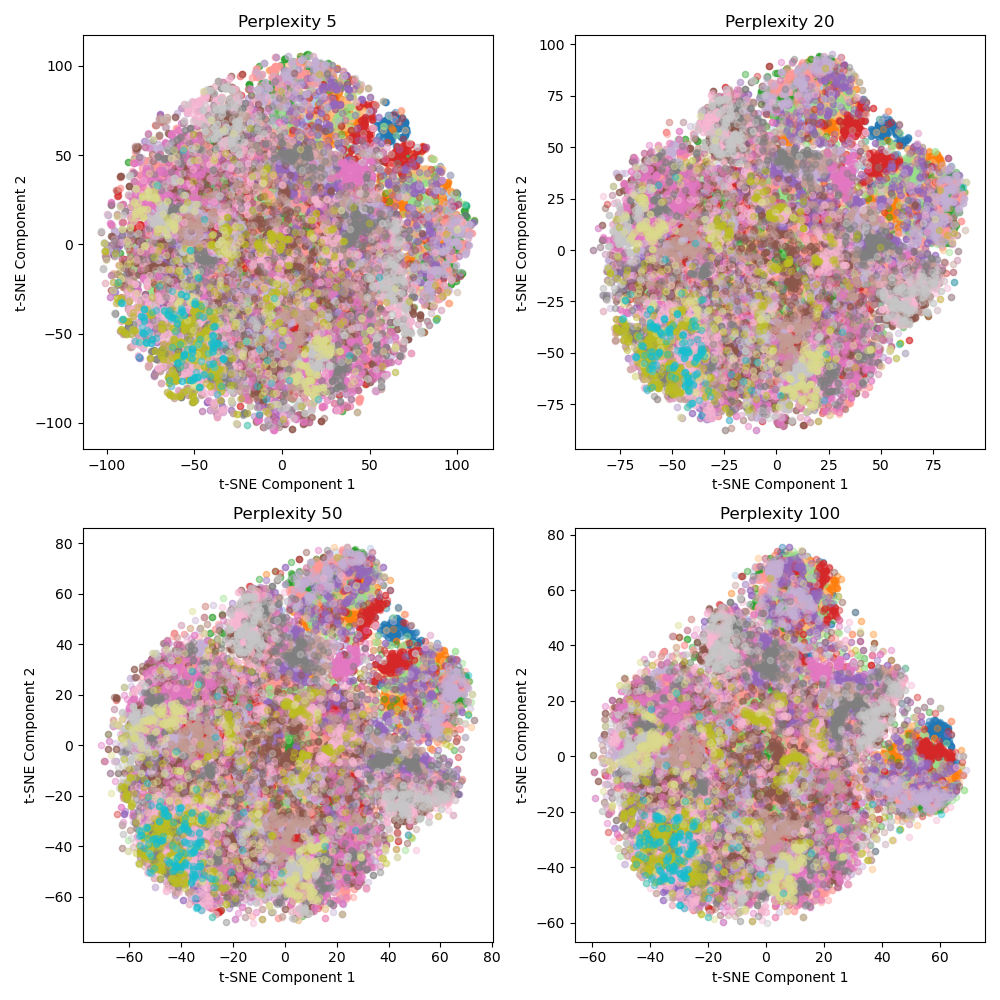 Perplexity 5
100
50
0
−50
−100
t-SNE Component 2
−100 −50 0 50 100
t-SNE Component 1
Perplexity 20
100
75
50
25
0
−25
−50
−75
t-SNE Component 2
−75 −50 −25 0 25 50 75
t-SNE Component 1
Perplexity 50
80
60
40
20
0
−20
−40
−60
t-SNE Component 2
−60 −40 −20 0 20 40 60 80
t-SNE Component 1
Perplexity 100
80
60
40
20
0
−20
−40
−60
t-SNE Component 2
−60 −40 −20 0 20 40 60
t-SNE Component 1